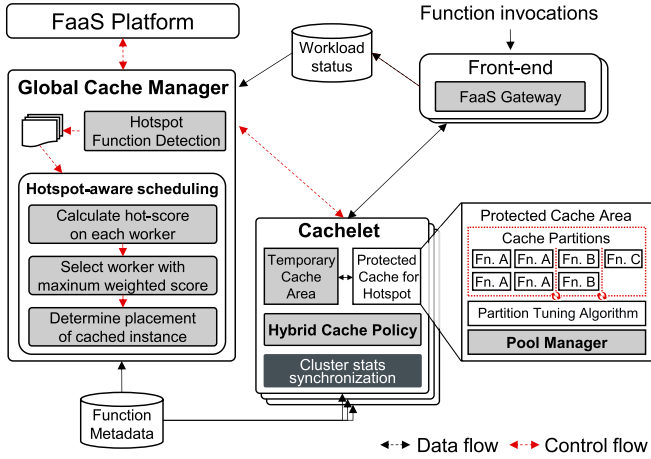 FaaS Platform
Function invocations
Workload
status
Front-end
FaaS Gateway
Global Cache Manager
Hotspot
Function Detection
Hotspot-aware scheduling
Calculate hot-score
on each worker
Select worker with
maximum weighted score
Determine placement
of cached instance
Cachelet
Temporary
Cache
Area
Protected
Cache for
Hotspot
Hybrid Cache Policy
Cluster stats
synchronization
Protected Cache Area
Cache Partitions
Fn. A Fn. A Fn. B Fn. C
Fn. A Fn. A Fn. B
Partition Tuning Algorithm
Pool Manager
Function
Metadata
Data flow Control flow